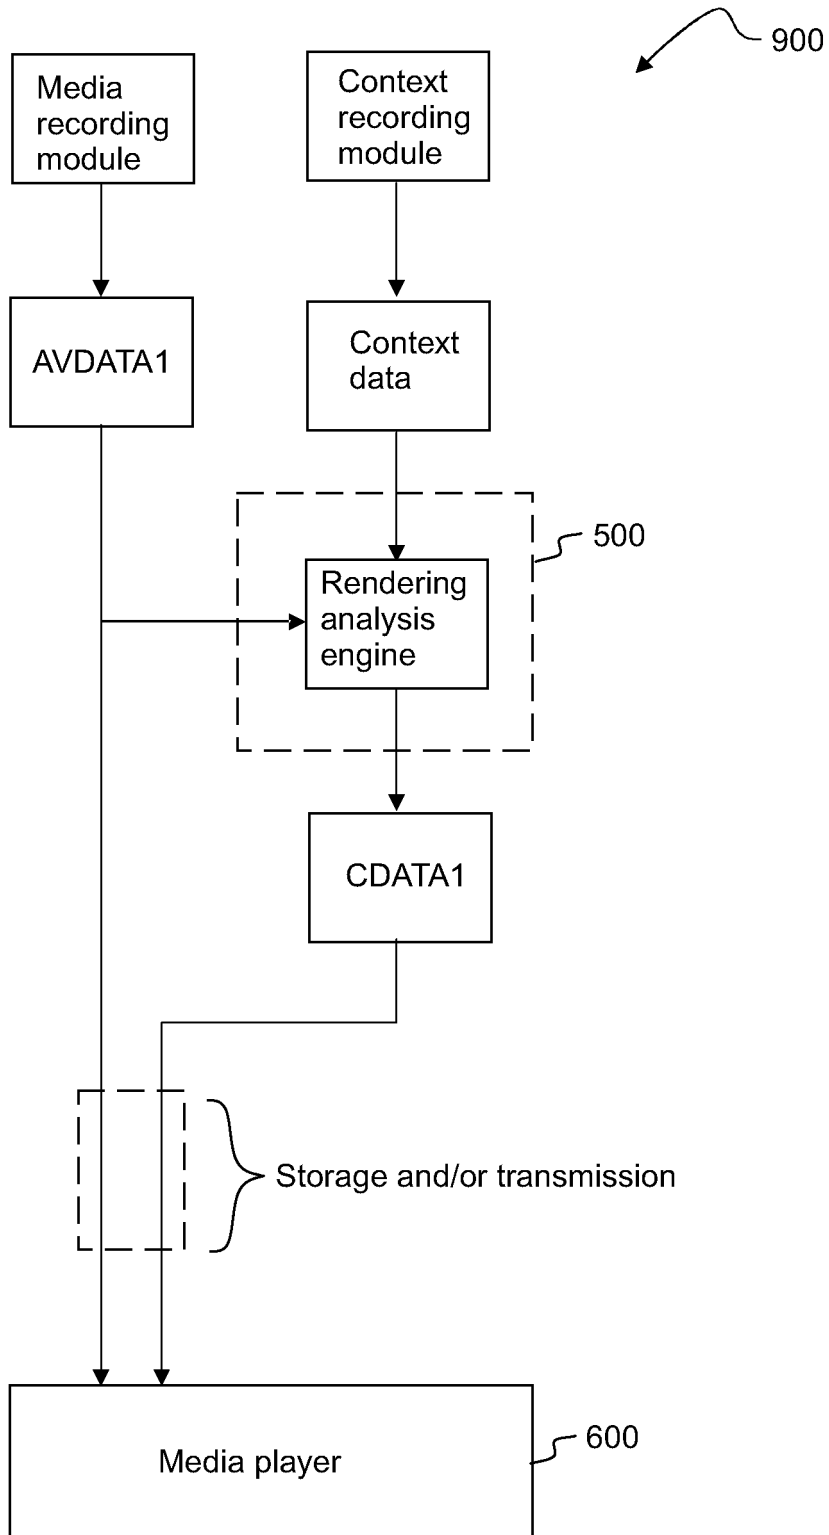 900
Media
recording
module
Context
recording
module
AVDATA1
Context
data
500
Rendering
analysis
engine
CDATA1
Storage and/or transmission
600
Media player